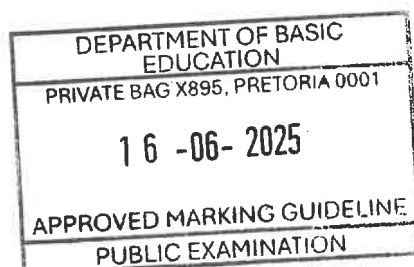 DEPARTMENT OF BASIC
EDUCATION
PRIVATE BAG X895, PRETORIA 0001
16 -06- 2025
APPROVED MARKING GUIDELINE
PUBLIC EXAMINATION